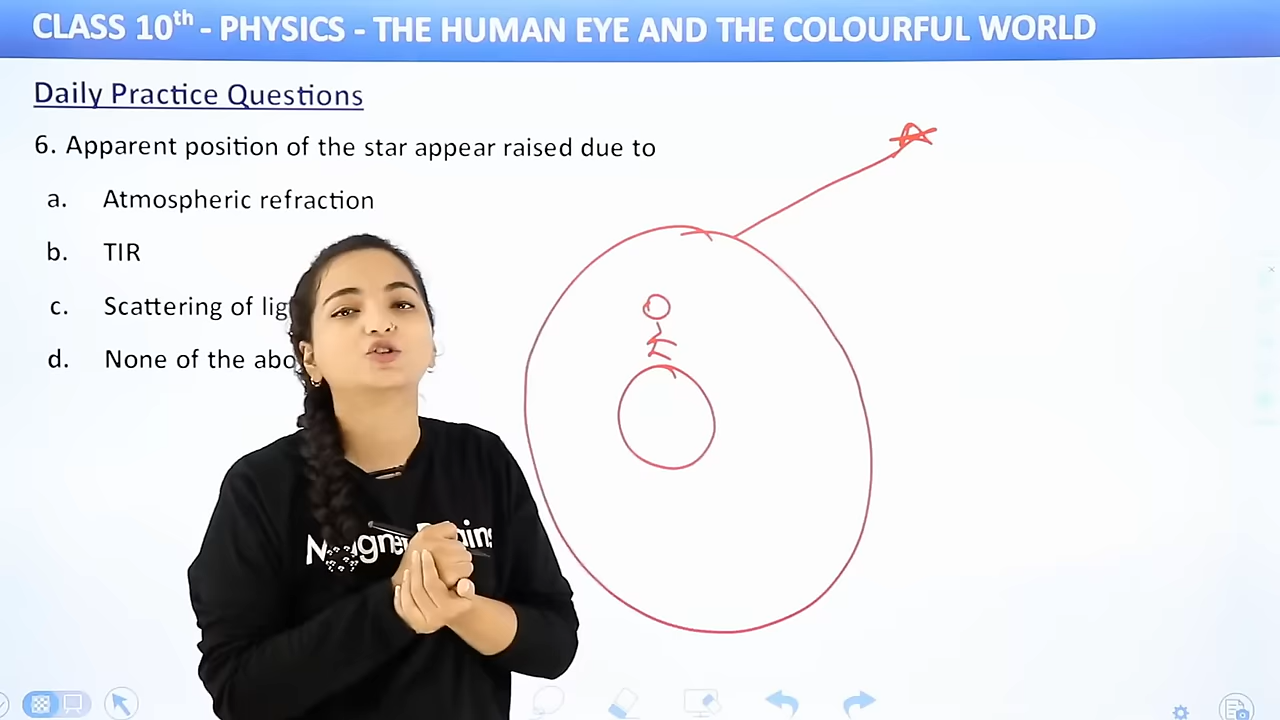 CLASS 10th - PHYSICS - THE HUMAN EYE AND THE COLOURFUL WORLD
Daily Practice Questions
6. Apparent position of the star appear raised due to
a. Atmospheric refraction
b. TIR
c. Scattering of lig
d. None of the abo